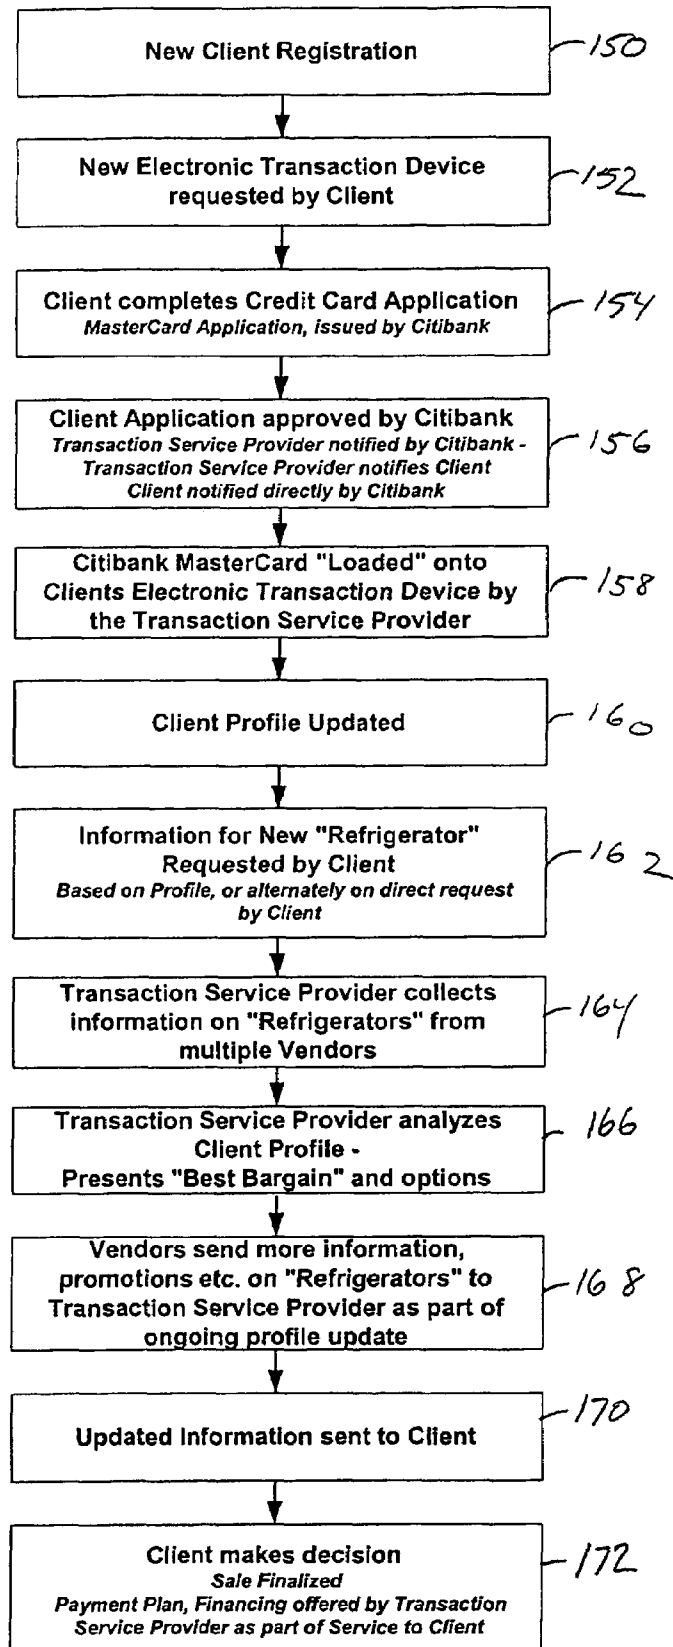 New Client Registration
150
New Electronic Transaction Device
requested by Client
152
Client completes Credit Card Application
MasterCard Application, issued by Citibank
154
Client Application approved by Citibank
Transaction Service Provider notified by Citibank -
Transaction Service Provider notifies Client
Client notified directly by Citibank
156
Citibank MasterCard "Loaded" onto
Clients Electronic Transaction Device by
the Transaction Service Provider
158
Client Profile Updated
160
Information for New "Refrigerator"
Requested by Client
Based on Profile, or alternately on direct request
by Client
162
Transaction Service Provider collects
information on "Refrigerators" from
multiple Vendors
164
Transaction Service Provider analyzes
Client Profile -
Presents "Best Bargain" and options
166
Vendors send more information,
promotions etc. on "Refrigerators" to
Transaction Service Provider as part of
ongoing profile update
168
Updated Information sent to Client
170
Client makes decision
Sale Finalized
Payment Plan, Financing offered by Transaction
Service Provider as part of Service to Client
172